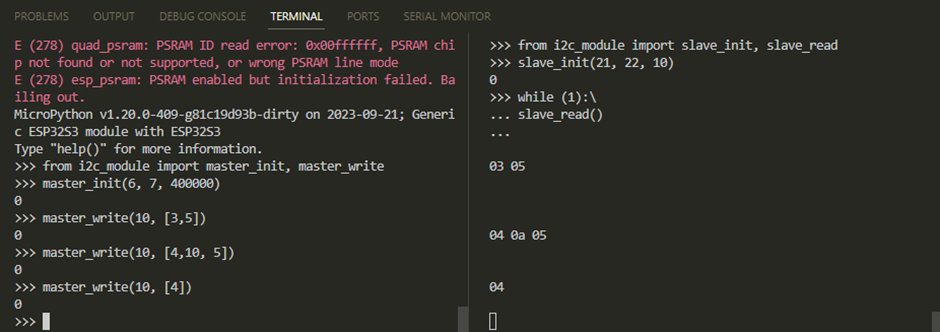 PROBLEMS OUTPUT DEBUG CONSOLE TERMINAL PORTS SERIAL MONITOR
E (278) quad_psram: PSRAM ID read error: 0x00ffffff, PSRAM chi
p not found or not supported, or wrong PSRAM line mode
E (278) esp_psram: PSRAM enabled but initialization failed. Ba
iling out.
MicroPython v1.20.0-409-g81c19d93b-dirty on 2023-09-21; Generi
c ESP32S3 module with ESP32S3
Type "help()" for more information.
>>> from i2c_module import master_init, master_write
>>> master_init(6, 7, 400000)
0
>>> master_write(10, [3,5])
0
>>> master_write(10, [4,10, 5])
0
>>> master_write(10, [4])
0
>>>
>>> from i2c_module import slave_init, slave_read
>>> slave_init(21, 22, 10)
0
>>> while (1):\
... slave_read()
...
03 05
04 0a 05
04